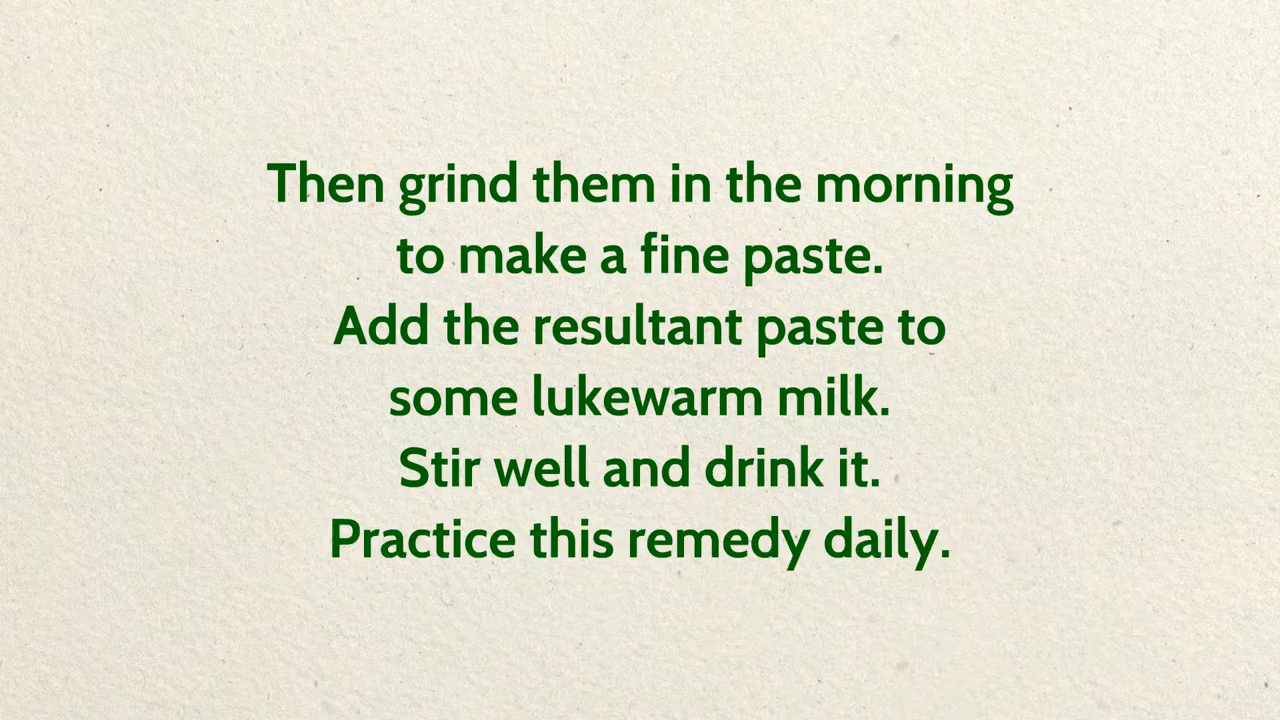 Then grind them in the morning
to make a fine paste.
Add the resultant paste to
some lukewarm milk.
Stir well and drink it.
Practice this remedy daily.